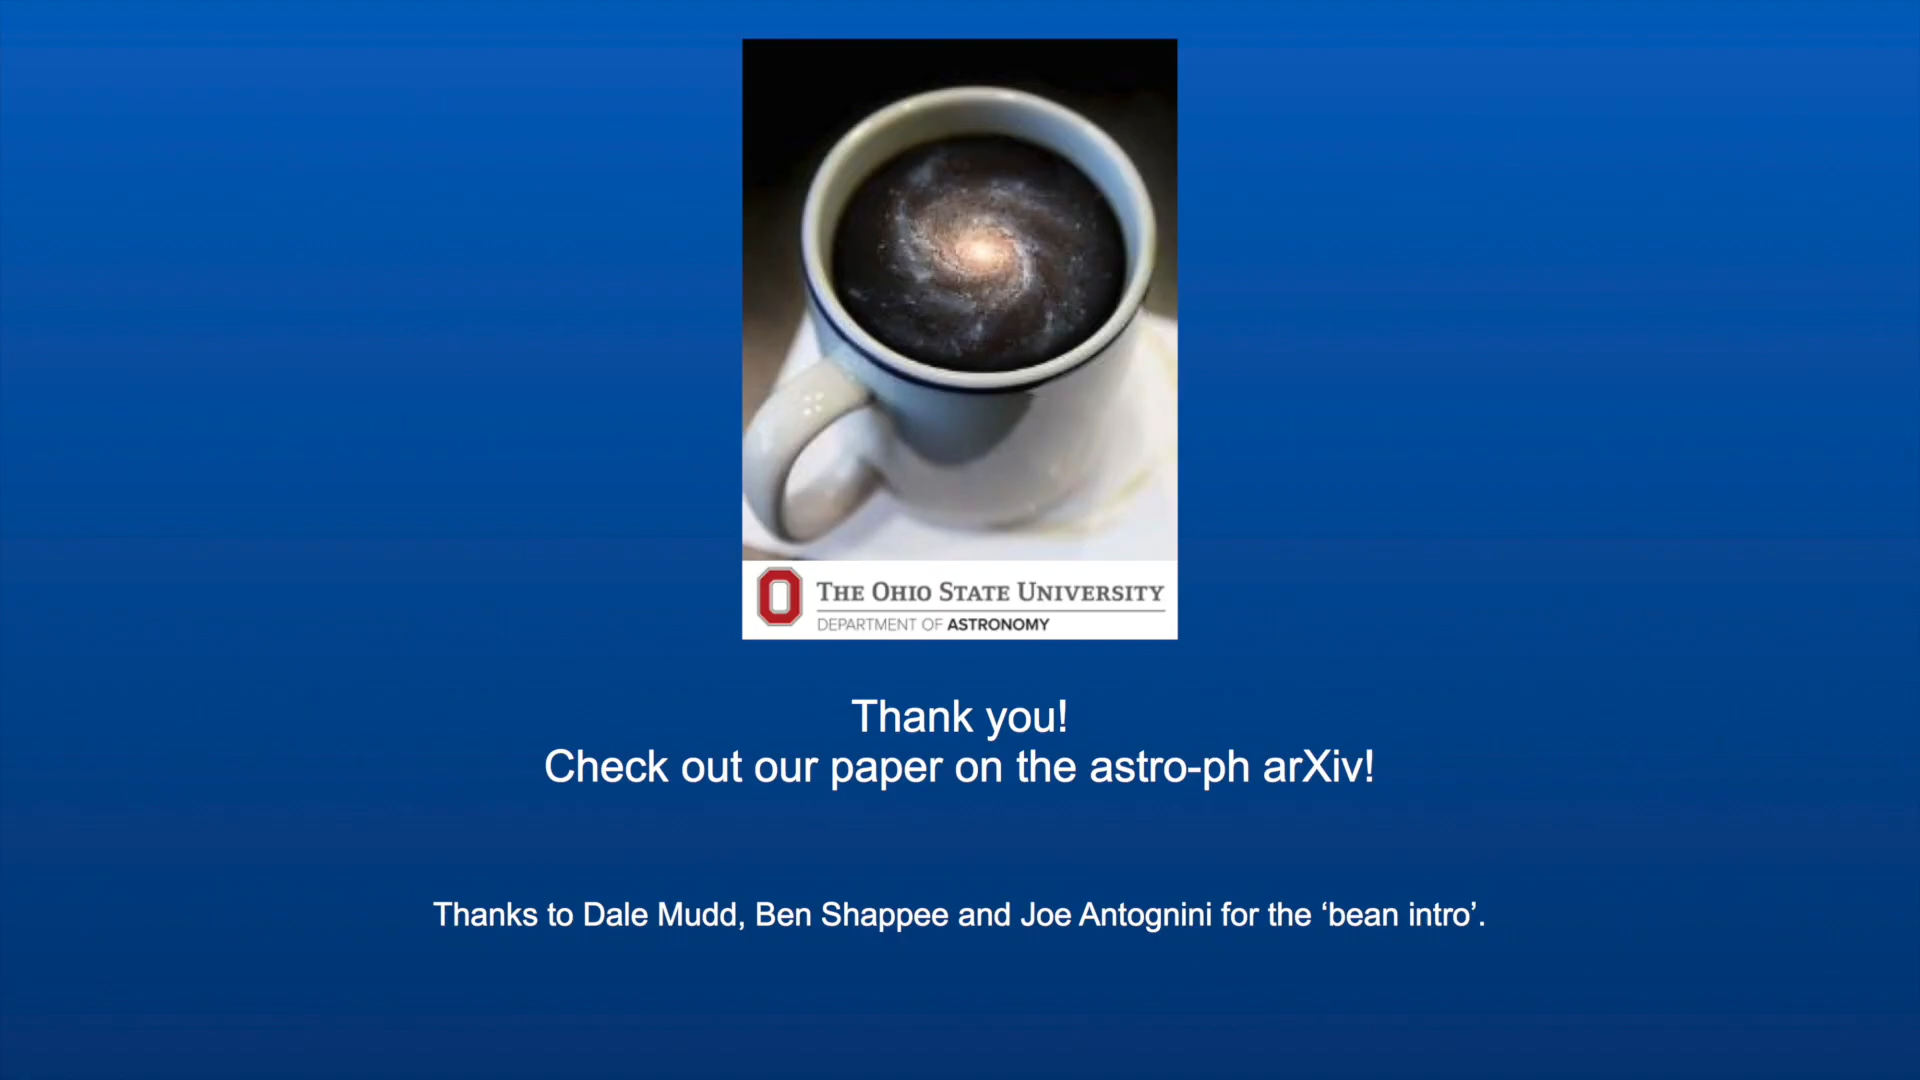 THE OHIO STATE UNIVERSITY
DEPARTMENT OF ASTRONOMY
Thank you!
Check out our paper on the astro-ph arXiv!
Thanks to Dale Mudd, Ben Shappee and Joe Antognini for the ‘bean intro’.